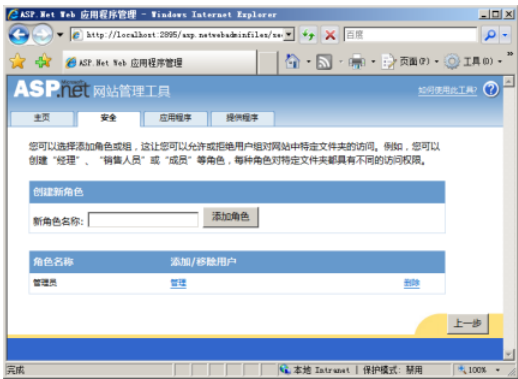 ASP.Net Web 应用程序管理 - Windows Internet Explorer
http://localhost:2895/asp.netwebadminfiles/se
百度
ASP.Net Web 应用程序管理
页面(P)
工具(O)
ASP.net 网站管理工具
如何使用此工具?
主页 安全 应用程序 提供程序
您可以选择添加角色或组，这让您可以允许或拒绝用户组对网站中特定文件夹的访问。例如，您可以
创建“经理”、“销售人员”或“成员”等角色，每种角色对特定文件夹都具有不同的访问权限。
创建新角色
新角色名称: 添加角色
角色名称 添加/移除用户
管理员 管理 删除
上一步
完成 本地 Intranet | 保护模式: 禁用 100%